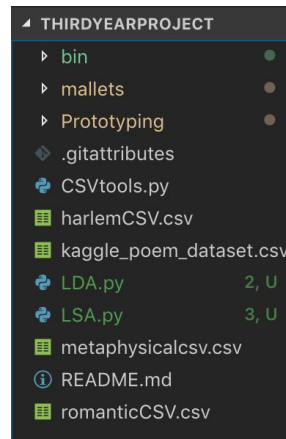 THIRDYEARPROJECT
bin
mallets
Prototyping
.gitattributes
CSVtools.py
harlemCSV.csv
kaggle_poem_dataset.csv
LDA.py 2, U
LSA.py 3, U
metaphysicalcsv.csv
README.md
romanticCSV.csv